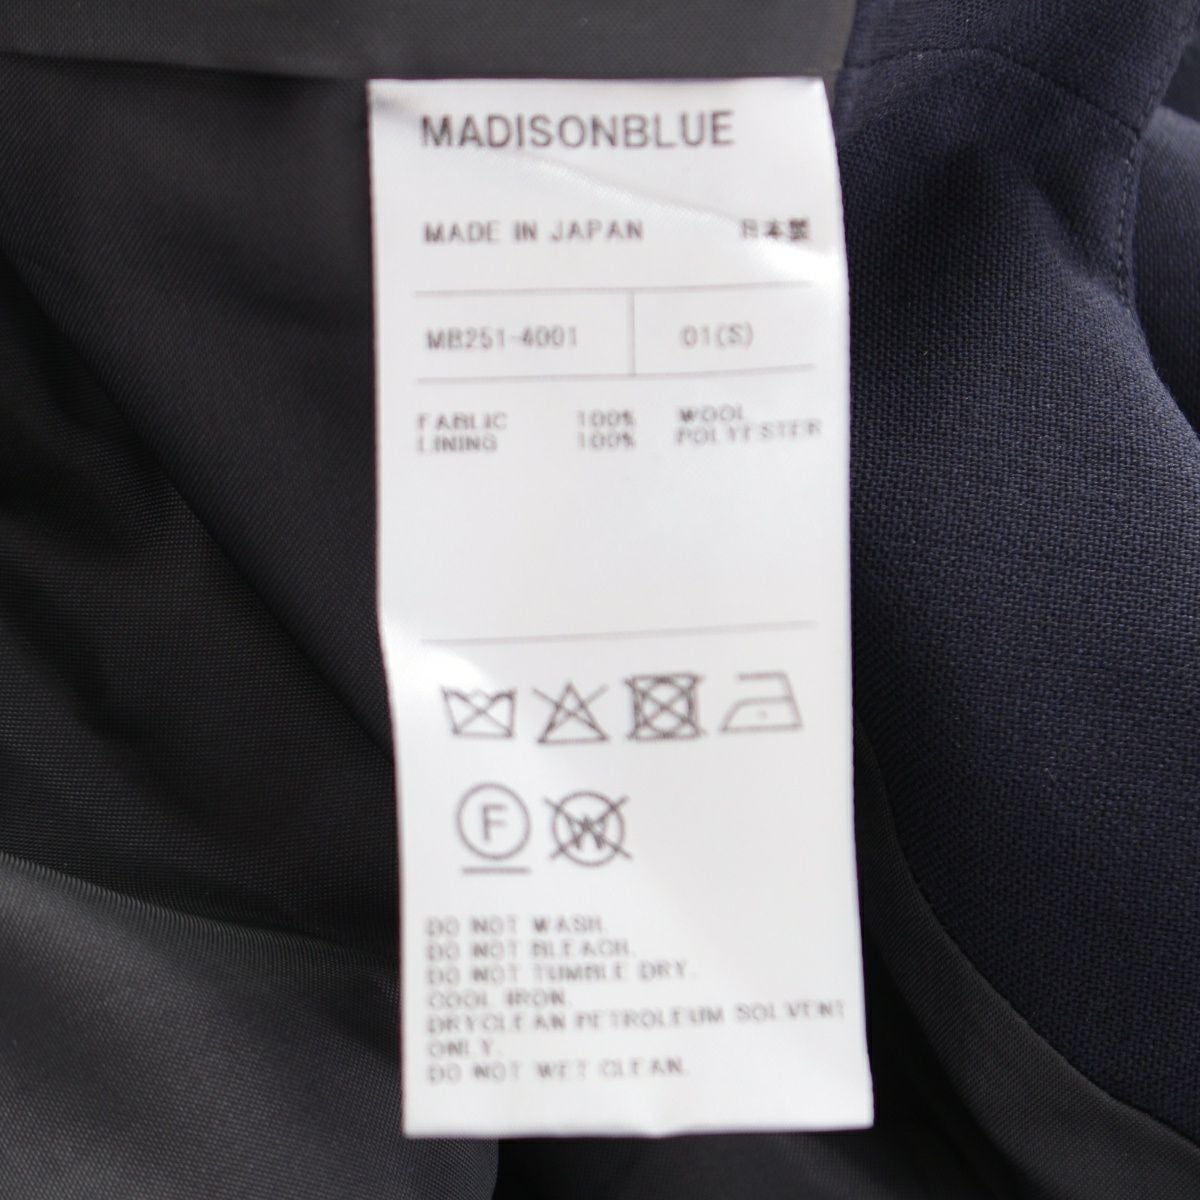 MADISONBLUE
MADE IN JAPAN 日本製
MB251-4001 01(S)
FABLIC 100% WOOL
LINING 100% POLYESTER
F W
DO NOT WASH.
DO NOT BLEACH.
DO NOT TUMBLE DRY.
COOL IRON.
DRYCLEAN PETROLEUM SOLVENT
ONLY.
DO NOT WET CLEAN.